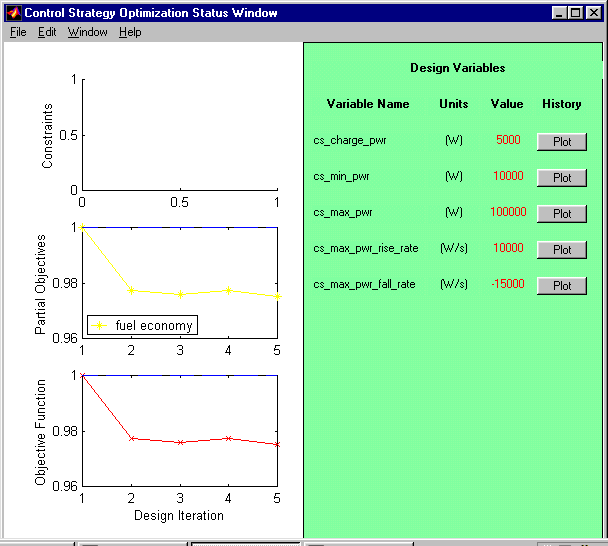 Control Strategy Optimization Status Window
File Edit Window Help
Constraints
1
0.5
0
0 0.5 1
Partial Objectives
1
0.98
0.96
fuel economy
1 2 3 4 5
Objective Function
1
0.98
0.96
1 2 3 4 5
Design Iteration
Design Variables
Variable Name Units Value History
cs_charge_pwr (W) 5000 Plot
cs_min_pwr (W) 10000 Plot
cs_max_pwr (W) 100000 Plot
cs_max_pwr_rise_rate (W/s) 10000 Plot
cs_max_pwr_fall_rate (W/s) -15000 Plot